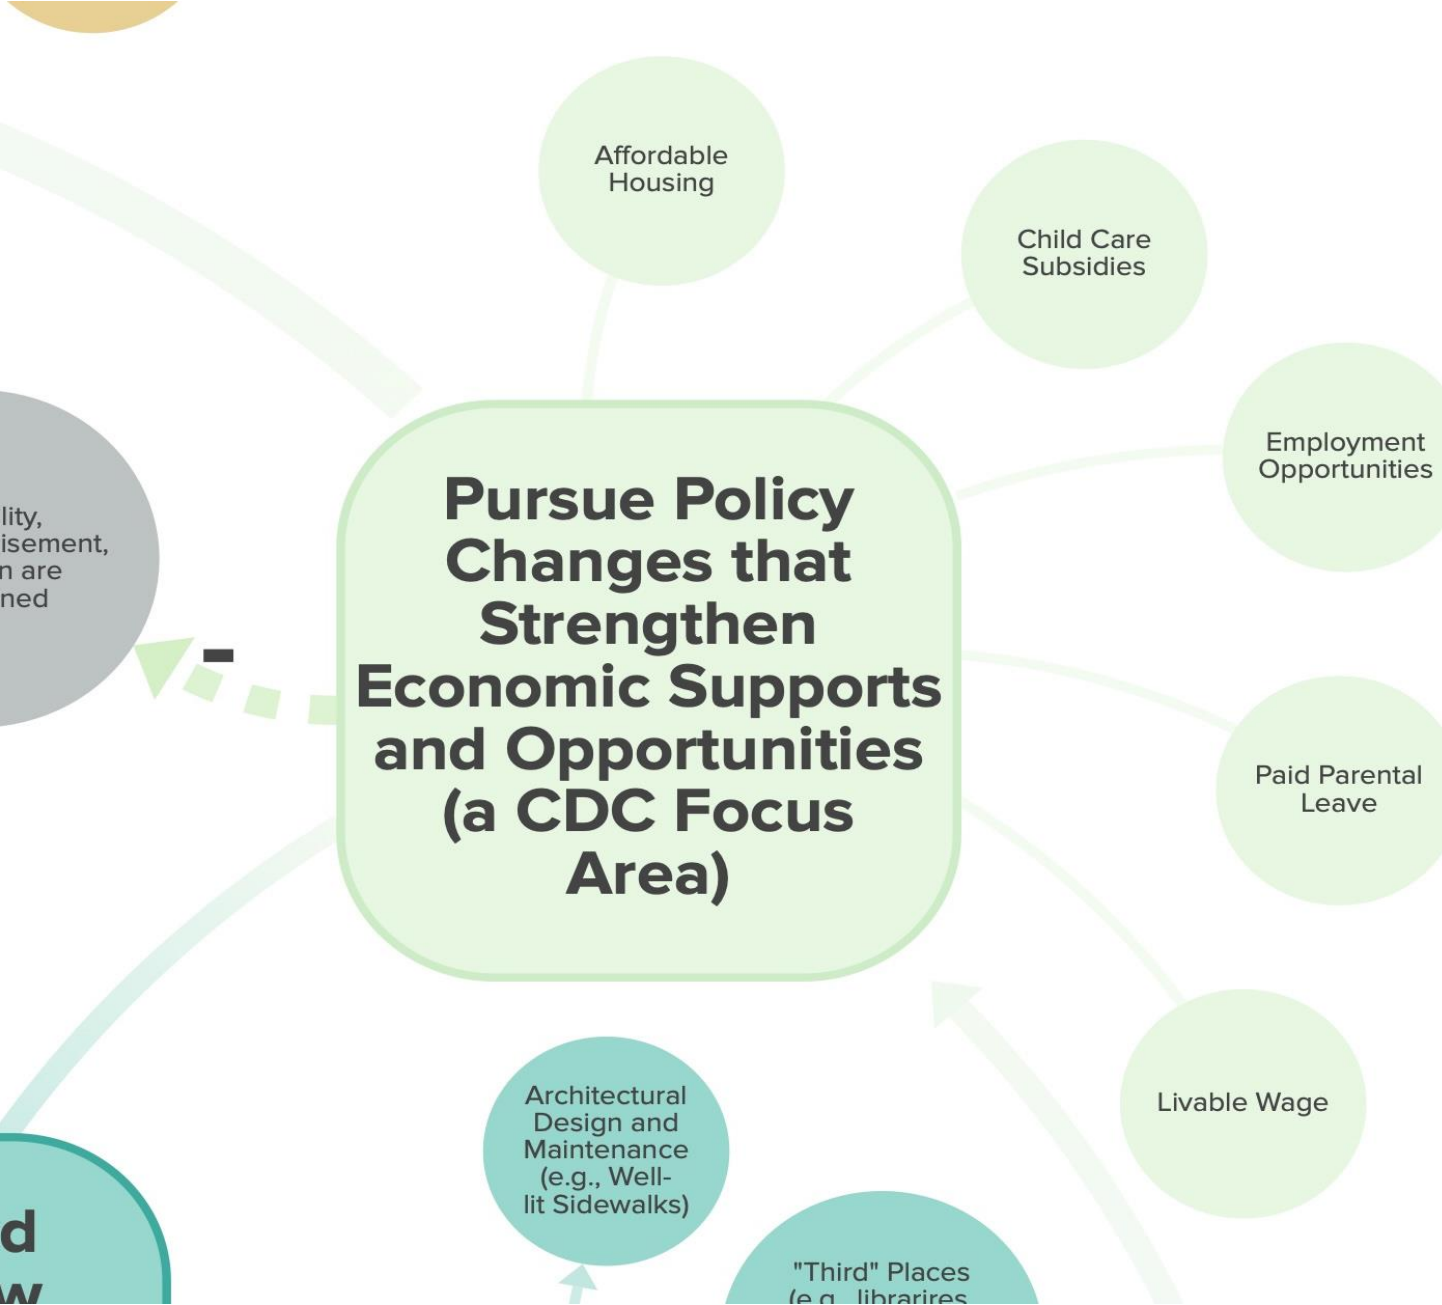 Affordable
Housing
Child Care
Subsidies
Employment
Opportunities
lity,
isement,
n are
ned
-
Pursue Policy
Changes that
Strengthen
Economic Supports
and Opportunities
(a CDC Focus
Area)
Paid Parental
Leave
Livable Wage
Architectural
Design and
Maintenance
(e.g., Well-
lit Sidewalks)
d
w
"Third" Places
(e.g., librarires,